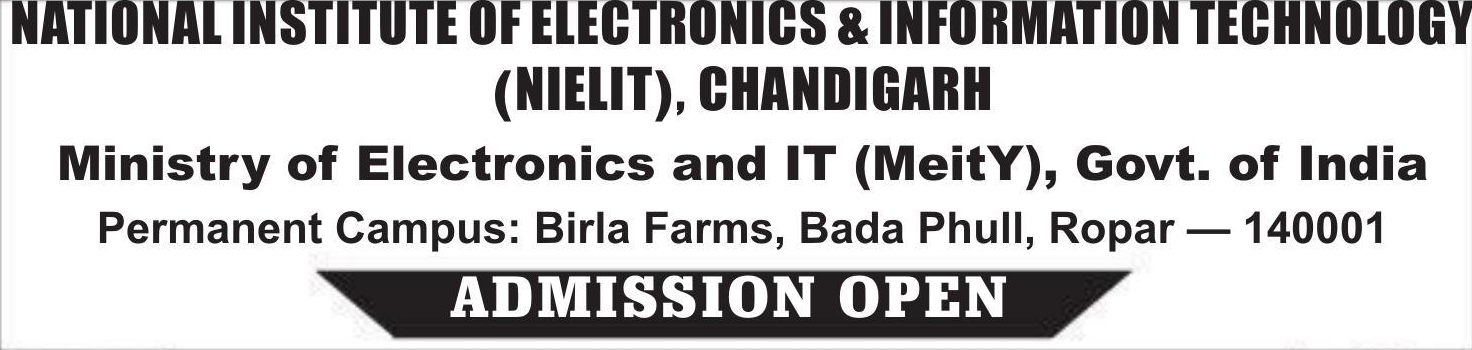 NATIONAL INSTITUTE OF ELECTRONICS & INFORMATION TECHNOLOGY
(NIELIT), CHANDIGARH
Ministry of Electronics and IT (MeitY), Govt. of India
Permanent Campus: Birla Farms, Bada Phull, Ropar — 140001
ADMISSION OPEN